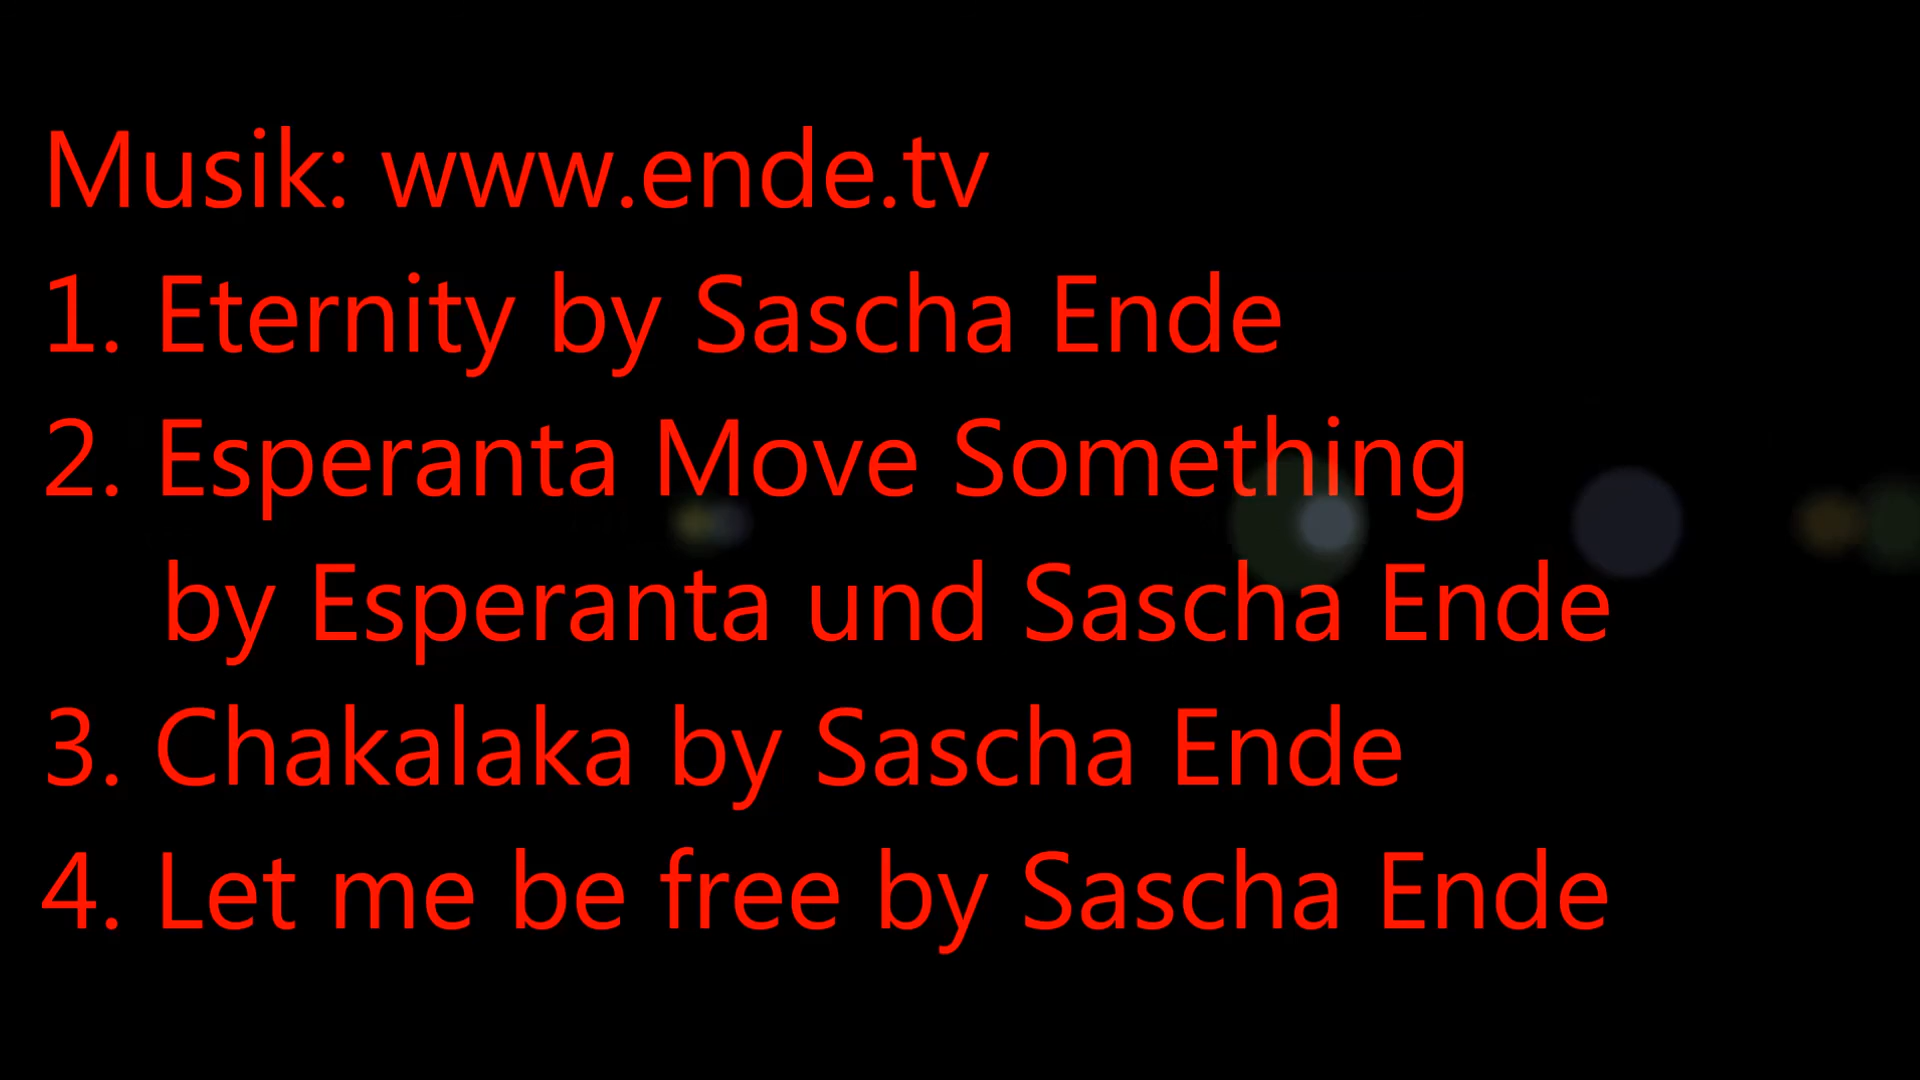 Musik: www.ende.tv
1. Eternity by Sascha Ende
2. Esperanta Move Something
by Esperanta und Sascha Ende
3. Chakalaka by Sascha Ende
4. Let me be free by Sascha Ende